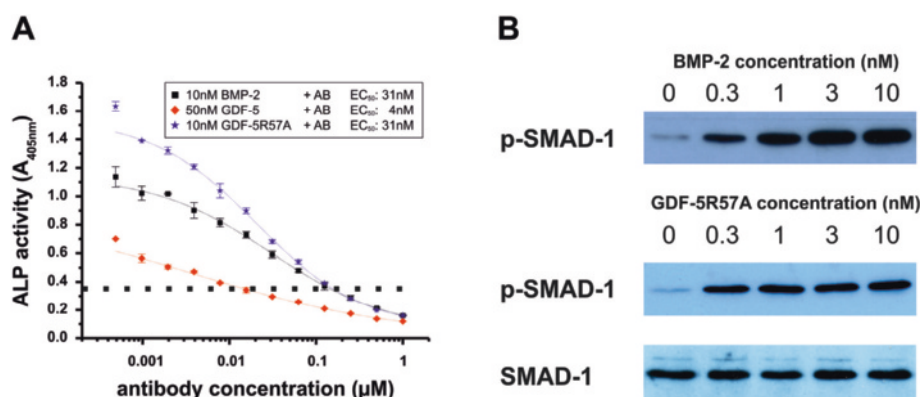 A
ALP activity (A405nm)
1.8
1.6
1.4
1.2
1.0
0.8
0.6
0.4
0.2
0.0
10nM BMP-2 + AB EC50: 31nM
50nM GDF-5 + AB EC50: 4nM
10nM GDF-5R57A + AB EC50: 31nM
0.001 0.01 0.1 1
antibody concentration (µM)
B
BMP-2 concentration (nM)
0 0.3 1 3 10
p-SMAD-1
GDF-5R57A concentration (nM)
0 0.3 1 3 10
p-SMAD-1
SMAD-1